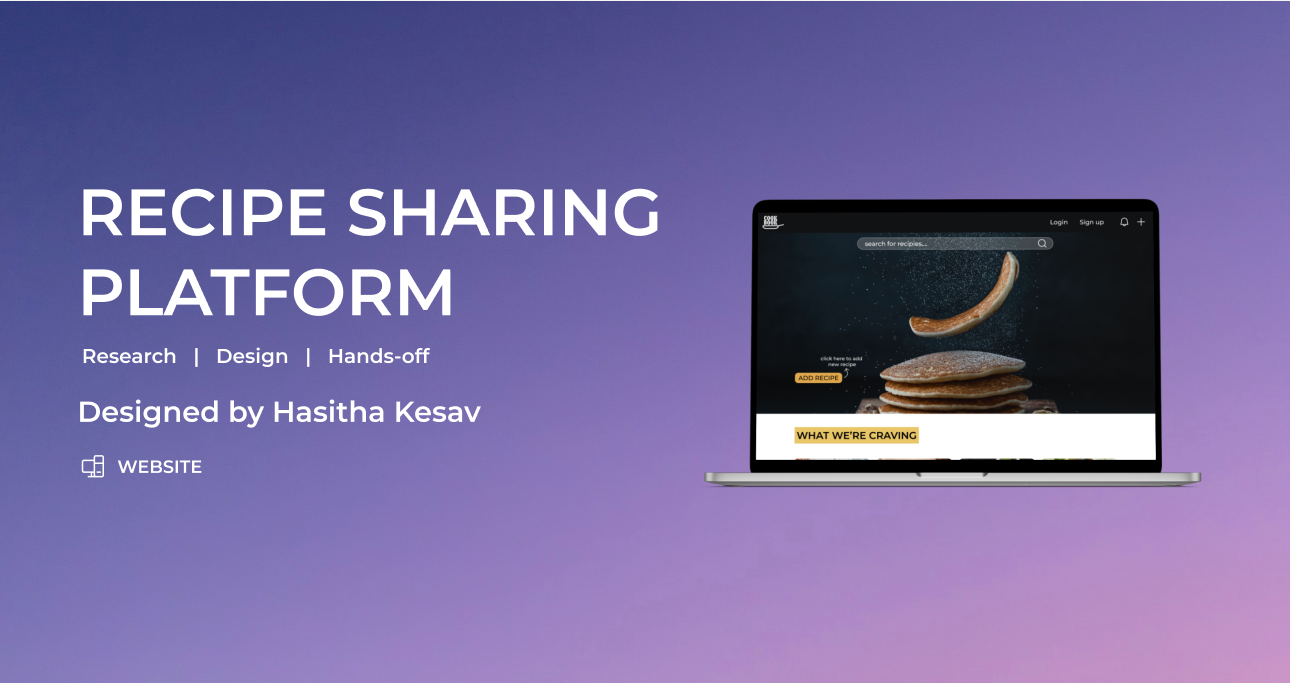 RECIPE SHARING
PLATFORM
Research | Design | Hands-off
Designed by Hasitha Kesav
WEBSITE
COOK
BOOK
Login Sign up
search for recipies...
click here to add
new recipe
ADD RECIPE
WHAT WE'RE CRAVING